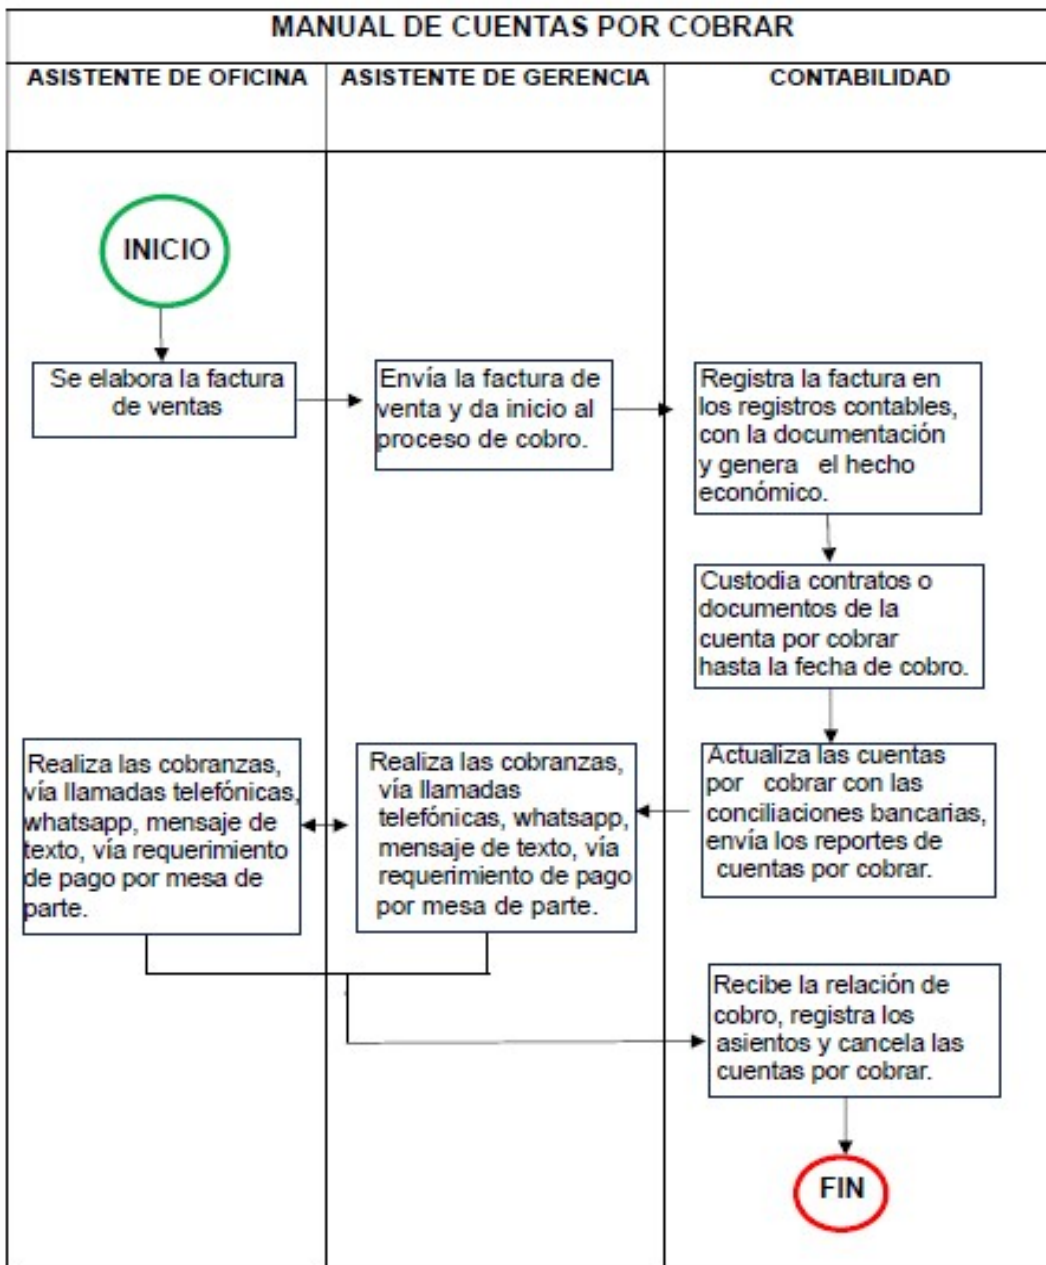 MANUAL DE CUENTAS POR COBRAR
ASISTENTE DE OFICINA
ASISTENTE DE GERENCIA
CONTABILIDAD
INICIO
Se elabora la factura
de ventas
Envía la factura de
venta y da inicio al
proceso de cobro.
Registra la factura en
los registros contables,
con la documentación
y genera el hecho
económico.
Custodia contratos o
documentos de la
cuenta por cobrar
hasta la fecha de cobro.
Realiza las cobranzas,
vía llamadas telefónicas,
whatsapp, mensaje de
texto, vía requerimiento
de pago por mesa de
parte.
Realiza las cobranzas,
vía llamadas
telefónicas, whatsapp,
mensaje de texto, vía
requerimiento de pago
por mesa de parte.
Actualiza las cuentas
por cobrar con las
conciliaciones bancarias,
envía los reportes de
cuentas por cobrar.
Recibe la relación de
cobro, registra los
asientos y cancela las
cuentas por cobrar.
FIN